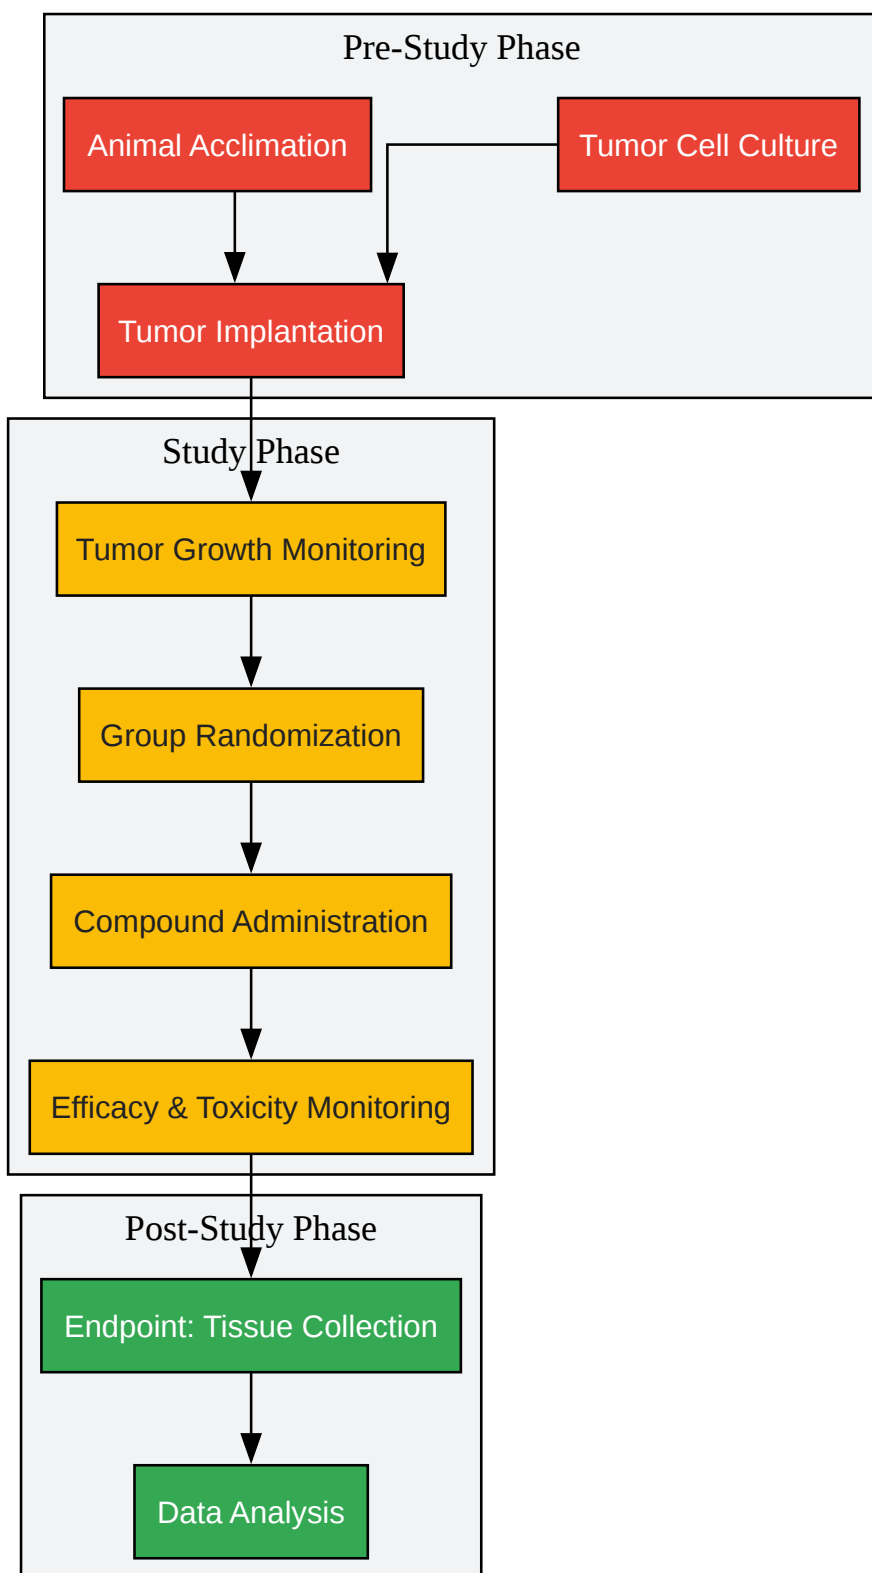 Pre-Study Phase
Animal Acclimation
Tumor Cell Culture
Tumor Implantation
Study Phase
Tumor Growth Monitoring
Group Randomization
Compound Administration
Efficacy & Toxicity Monitoring
Post-Study Phase
Endpoint: Tissue Collection
Data Analysis